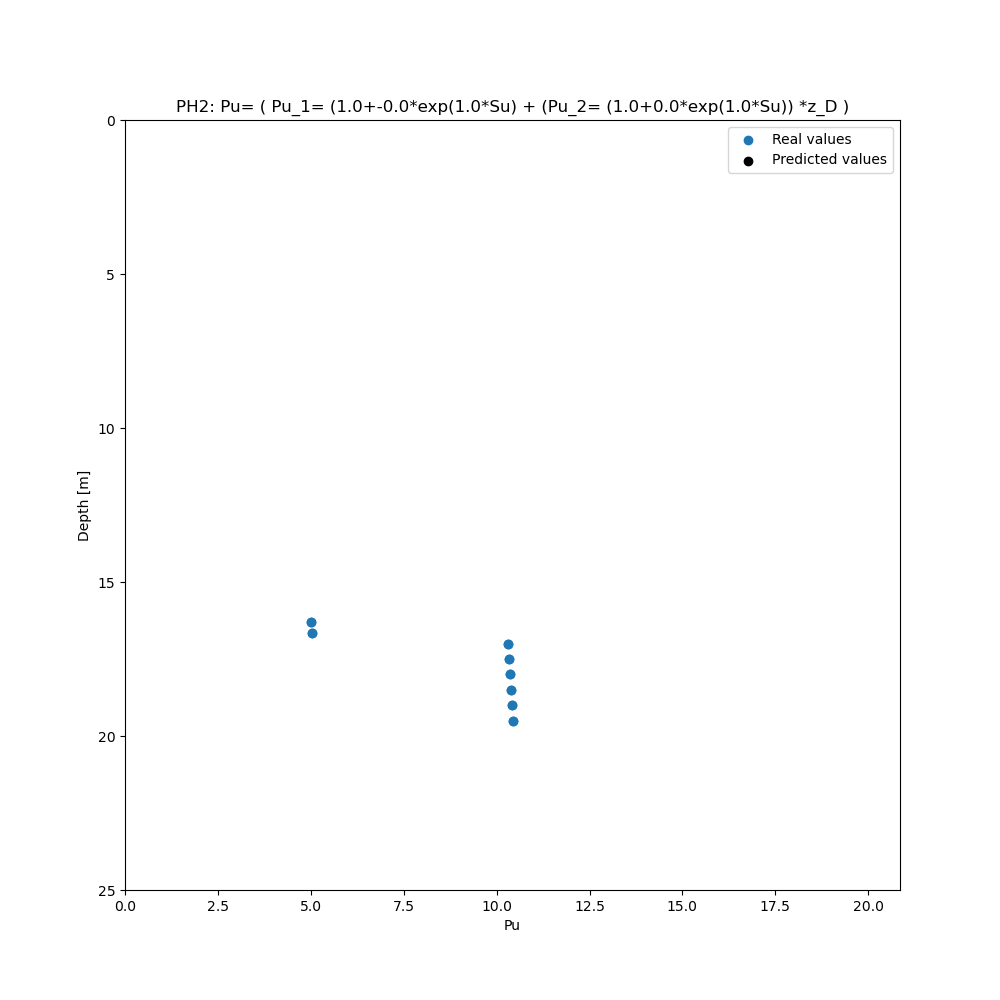 PH2: Pu= ( Pu_1= (1.0+-0.0*exp(1.0*Su) + (Pu_2= (1.0+0.0*exp(1.0*Su)) *z_D )
Real values
Predicted values
0
5
10
15
20
25
Depth [m]
0.0 2.5 5.0 7.5 10.0 12.5 15.0 17.5 20.0
Pu